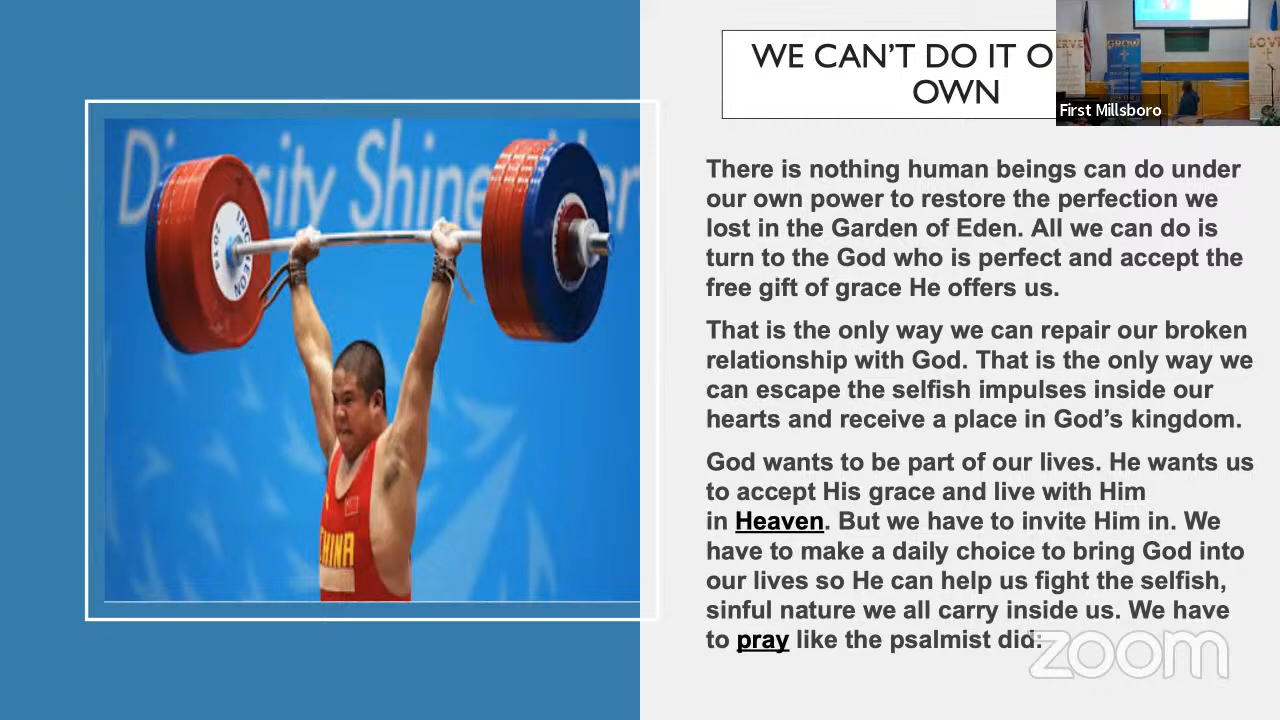 WE CAN'T DO IT O
OWN
First Millsboro
GROW
Diversity Shines Here
INCHEON
2014
CHINA
There is nothing human beings can do under
our own power to restore the perfection we
lost in the Garden of Eden. All we can do is
turn to the God who is perfect and accept the
free gift of grace He offers us.
That is the only way we can repair our broken
relationship with God. That is the only way we
can escape the selfish impulses inside our
hearts and receive a place in God's kingdom.
God wants to be part of our lives. He wants us
to accept His grace and live with Him
in Heaven. But we have to invite Him in. We
have to make a daily choice to bring God into
our lives so He can help us fight the selfish,
sinful nature we all carry inside us. We have
to pray like the psalmist did:
zoom